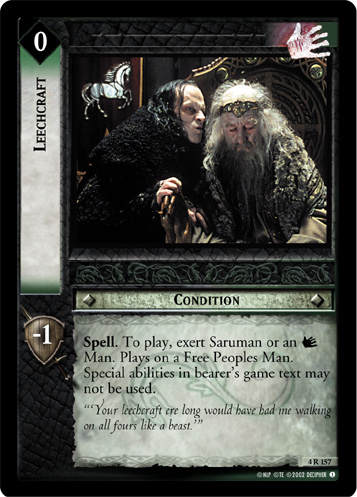 0
LEECHCRAFT
CONDITION
-1
Spell. To play, exert Saruman or an
Man. Plays on a Free Peoples Man.
Special abilities in bearer's game text may
not be used.
“‘Your leechcraft ere long would have had me walking
on all fours like a beast.’”
4 R 157
©NLP ©TE ©2002 DECIPHER